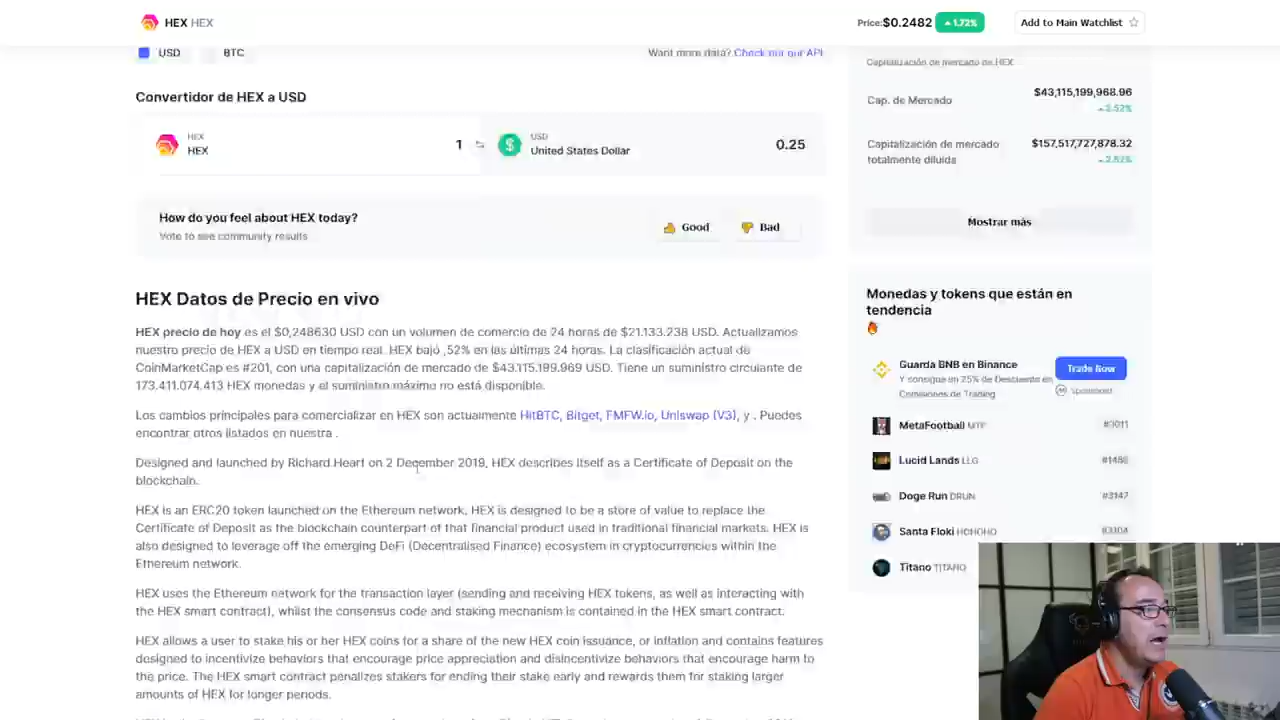 HEX HEX
Price: $0.2482 1.72%
Add to Main Watchlist
USD BTC
Want more data? Check out our API
Convertidor de HEX a USD
HEX
HEX
1
USD
United States Dollar
0.25
How do you feel about HEX today?
Vote to see community results
Good
Bad
HEX Datos de Precio en vivo
HEX precio de hoy es el $0,248630 USD con un volumen de comercio de 24 horas de $21.133.238 USD. Actualizamos
nuestro precio de HEX a USD en tiempo real. HEX bajo ,52% en las últimas 24 horas. La clasificación actual de
CoinMarketCap es #201, con una capitalización de mercado de $43.115.199.969 USD. Tiene un suministro circulante de
173.411.074.413 HEX monedas y el suministro máximo no está disponible.
Los cambios principales para comercializar en HEX son actualmente HitBTC, Bitget, FMFW.io, Uniswap (V3), y . Puedes
encontrar otros listados en nuestra .
Designed and launched by Richard Heart on 2 December 2019, HEX describes itself as a Certificate of Deposit on the
blockchain.
HEX is an ERC20 token launched on the Ethereum network. HEX is designed to be a store of value to replace the
Certificate of Deposit as the blockchain counterpart of that financial product used in traditional financial markets. HEX is
also designed to leverage off the emerging DeFi (Decentralised Finance) ecosystem in cryptocurrencies within the
Ethereum network.
HEX uses the Ethereum network for the transaction layer (sending and receiving HEX tokens, as well as interacting with
the HEX smart contract), whilst the consensus code and staking mechanism is contained in the HEX smart contract.
HEX allows a user to stake his or her HEX coins for a share of the new HEX coin issuance, or inflation and contains features
designed to incentivize behaviors that encourage price appreciation and disincentivize behaviors that encourage harm to
the price. The HEX smart contract penalizes stakers for ending their stake early and rewards them for staking larger
amounts of HEX for longer periods.
Capitalización de mercado de HEX
Cap. de Mercado
$43,115,199,968.96
Capitalización de mercado
totalmente diluida
$157,517,727,878.32
Mostrar más
Monedas y tokens que están en
tendencia
Guarda BNB en Binance
Y consigue un 25% de Descuento en
Comisiones de Trading
Trade Now
Sponsored
MetaFootball MTF #3011
Lucid Lands LLG #1486
Doge Run DRUN #3147
Santa Floki HOHOHO
Titano TITANO